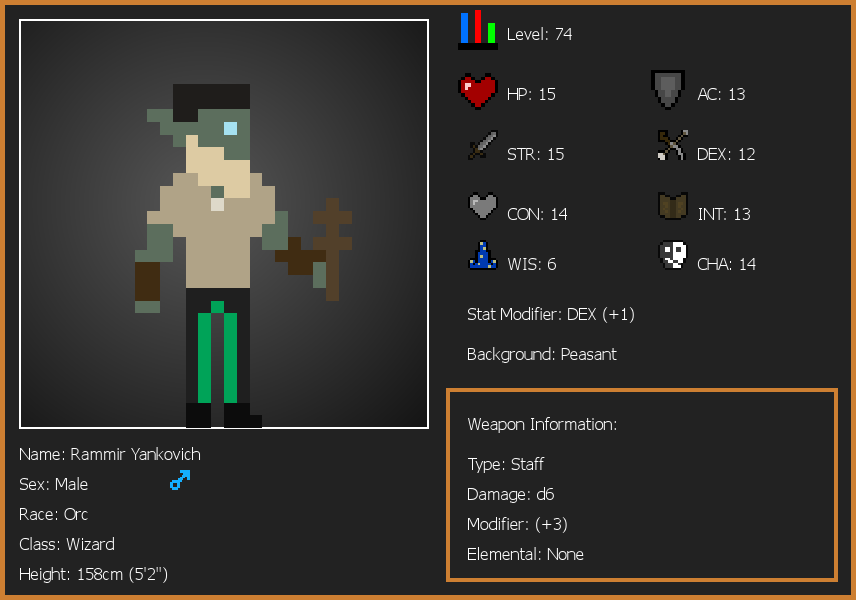 Level: 74
HP: 15
AC: 13
STR: 15
DEX: 12
CON: 14
INT: 13
WIS: 6
CHA: 14
Stat Modifier: DEX (+1)
Background: Peasant
Weapon Information:
Type: Staff
Damage: d6
Modifier: (+3)
Elemental: None
Name: Rammir Yankovich
Sex: Male
Race: Orc
Class: Wizard
Height: 158cm (5'2")